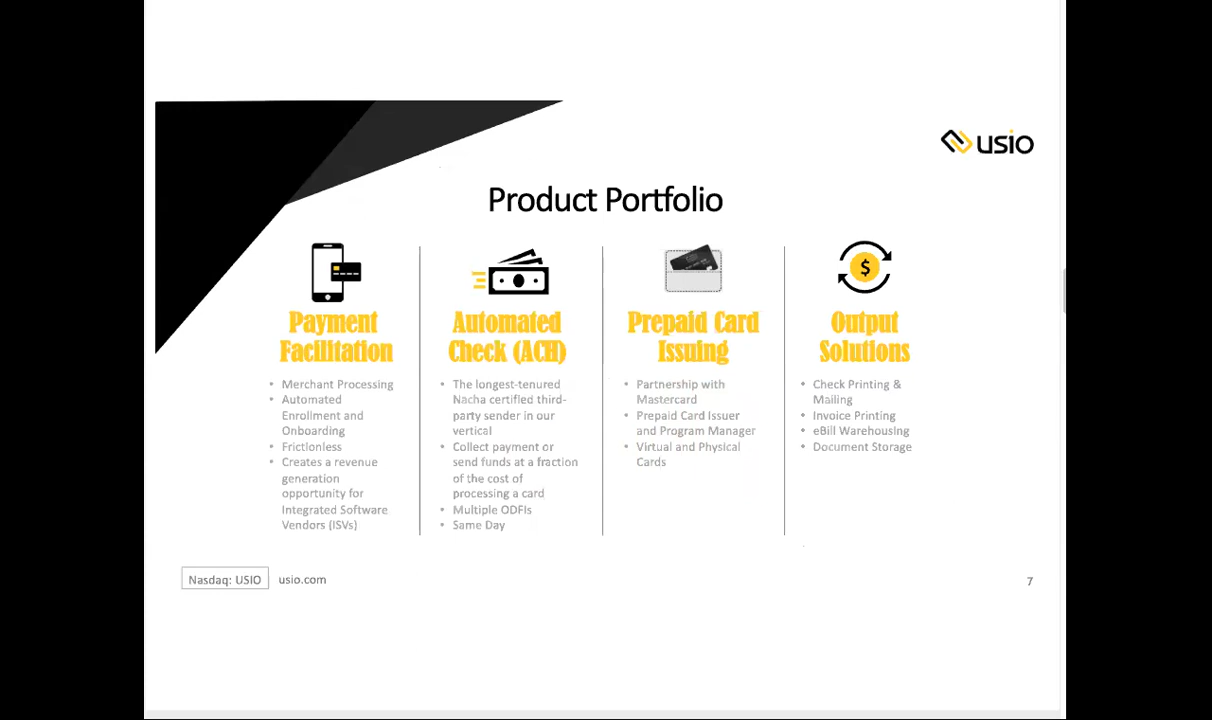 usio
Product Portfolio
Payment
Facilitation
• Merchant Processing
• Automated
Enrollment and
Onboarding
• Frictionless
• Creates a revenue
generation
opportunity for
Integrated Software
Vendors (ISVs)
Automated
Check (ACH)
• The longest-tenured
Nacha certified third-
party sender in our
vertical
• Collect payment or
send funds at a fraction
of the cost of
processing a card
• Multiple ODFIs
• Same Day
Prepaid Card
Issuing
• Partnership with
Mastercard
• Prepaid Card Issuer
and Program Manager
• Virtual and Physical
Cards
$
Output
Solutions
• Check Printing &
Mailing
• Invoice Printing
• eBill Warehousing
• Document Storage
Nasdaq: USIO
usio.com
7